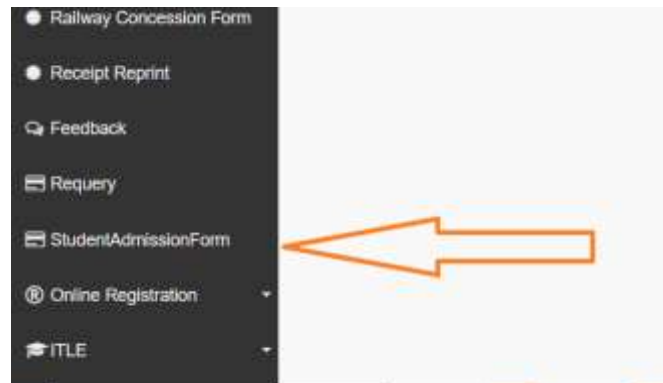 Railway Concession Form
Receipt Reprint
Feedback
Requery
StudentAdmissionForm
Online Registration
ITLE